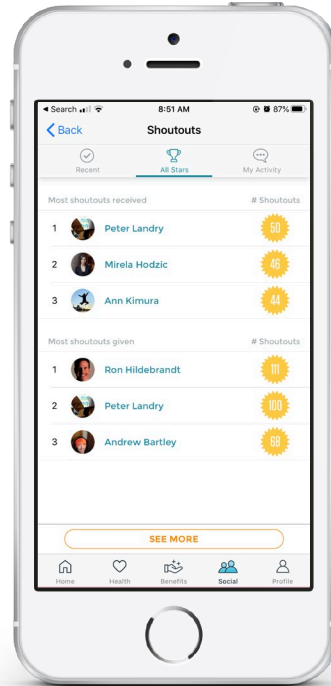 Search 8:51 AM 87%
Back Shoutouts
Recent All Stars My Activity
Most shoutouts received # Shoutouts
1 Peter Landry 50
2 Mirela Hodzic 46
3 Ann Kimura 44
Most shoutouts given # Shoutouts
1 Ron Hildebrandt 111
2 Peter Landry 100
3 Andrew Bartley 68
SEE MORE
Home Health Benefits Social Profile